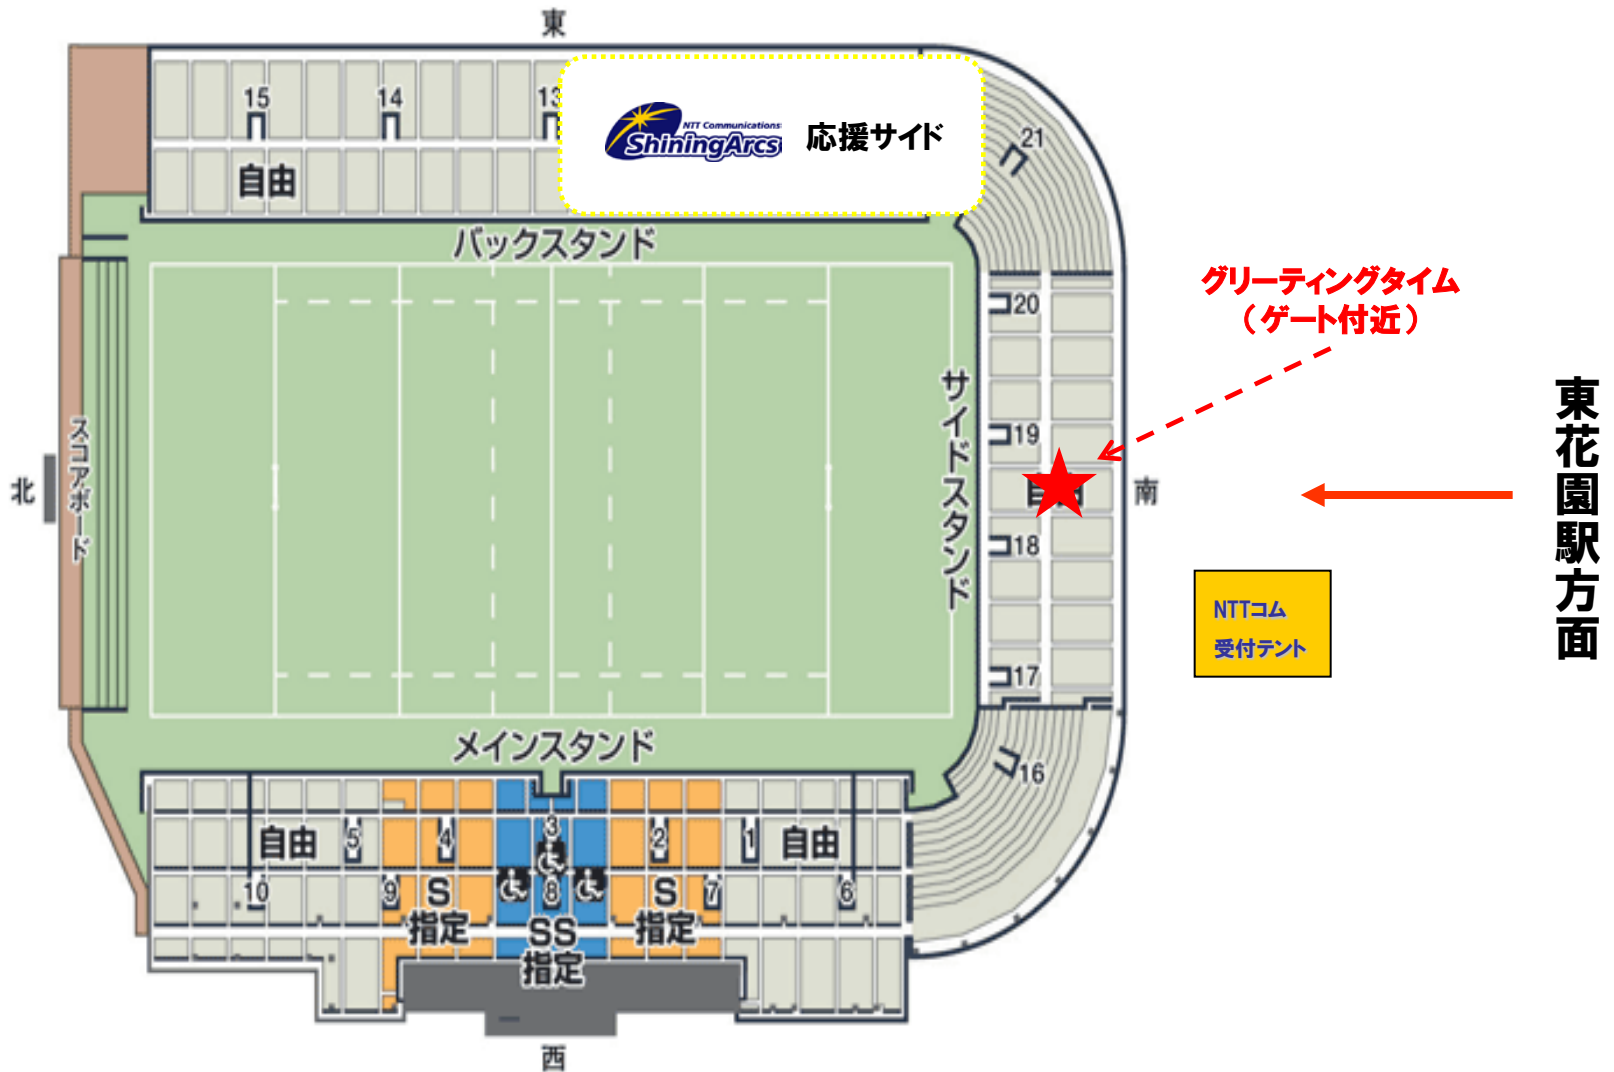 東
15
14
13
NTT Communications
ShiningArcs
応援サイド
21
自由
バックスタンド
グリーティングタイム
（ゲート付近）
20
サイドスタンド
19
東花園駅方面
スコアボード
北
自由
南
18
NTTコム
受付テント
17
メインスタンド
16
自由
5
4
3
2
1
自由
10
9
S
指定
8
SS
指定
S
指定
7
6
西